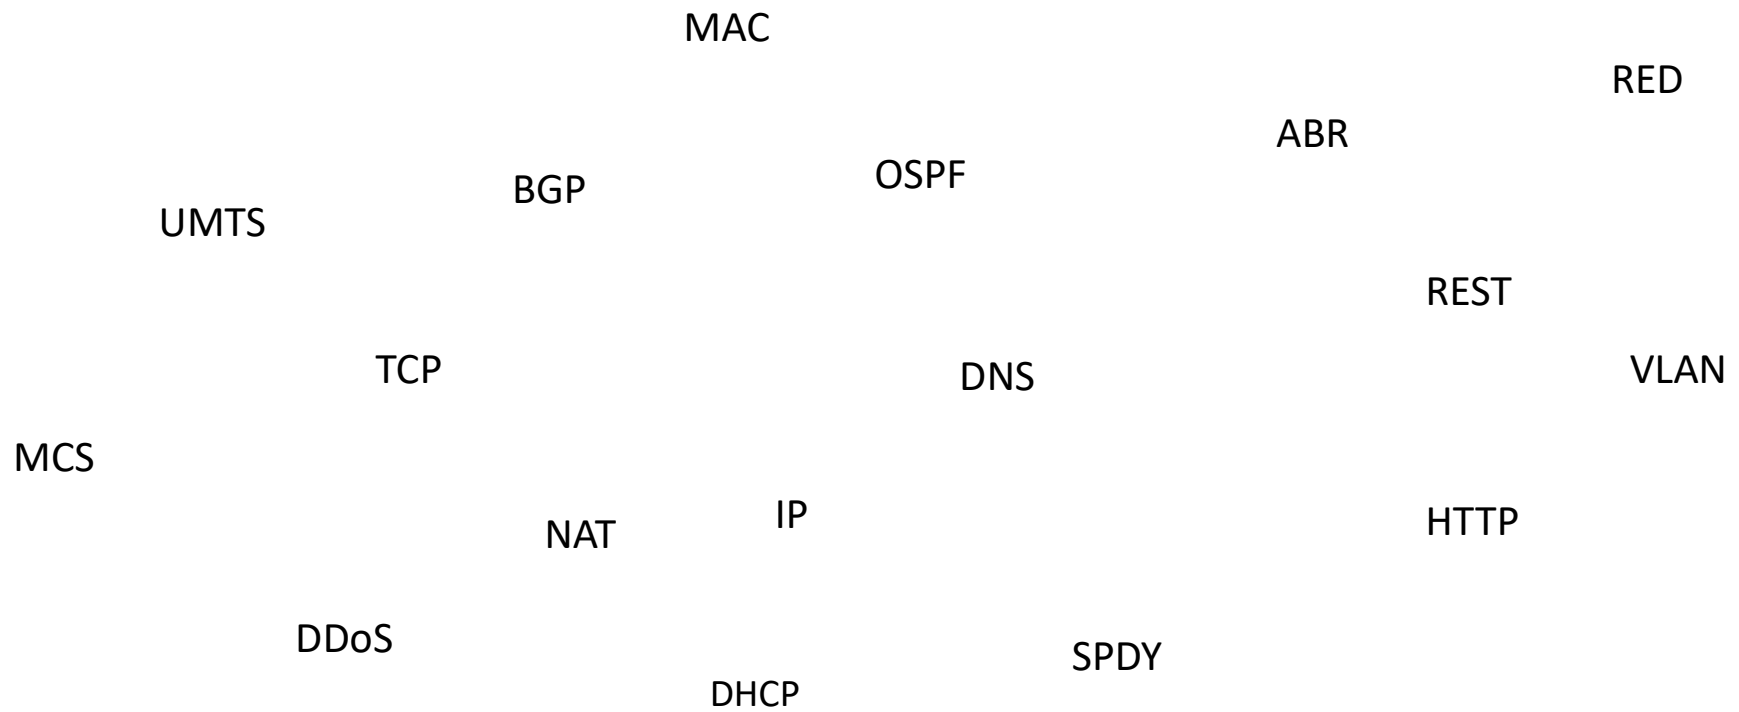 MAC
RED
ABR
OSPF
BGP
UMTS
REST
TCP
DNS
VLAN
MCS
IP
NAT
HTTP
DDoS
SPDY
DHCP